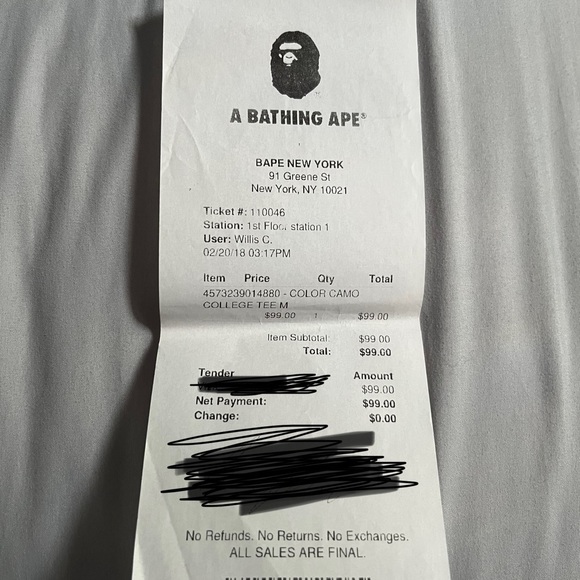 A BATHING APE®
BAPE NEW YORK
91 Greene St
New York, NY 10021
Ticket #: 110046
Station: 1st Floor station 1
User: Willis C.
02/20/18 03:17PM
Item Price Qty Total
4573239014880 - COLOR CAMO
COLLEGE TEE M
$99.00 1 $99.00
Item Subtotal: $99.00
Total: $99.00
Tender Amount
$99.00
Net Payment: $99.00
Change: $0.00
No Refunds. No Returns. No Exchanges.
ALL SALES ARE FINAL.